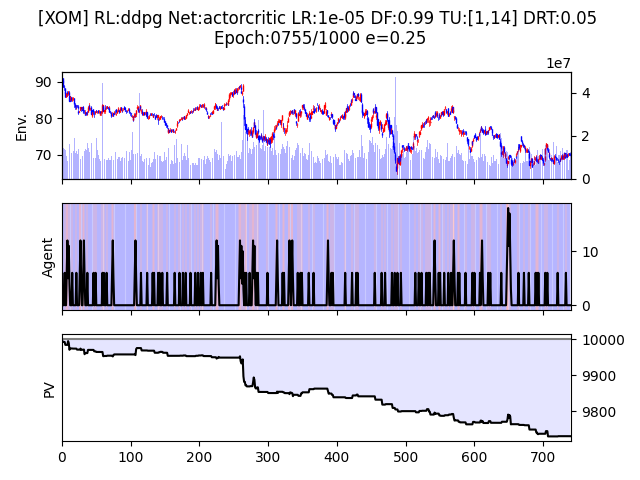 [XOM] RL:ddpg Net:actorcritic LR:1e-05 DF:0.99 TU:[1,14] DRT:0.05
Epoch:0755/1000 e=0.25
1e7
90
80
70
Env.
4
2
0
Agent
10
0
PV
10000
9900
9800
0 100 200 300 400 500 600 700